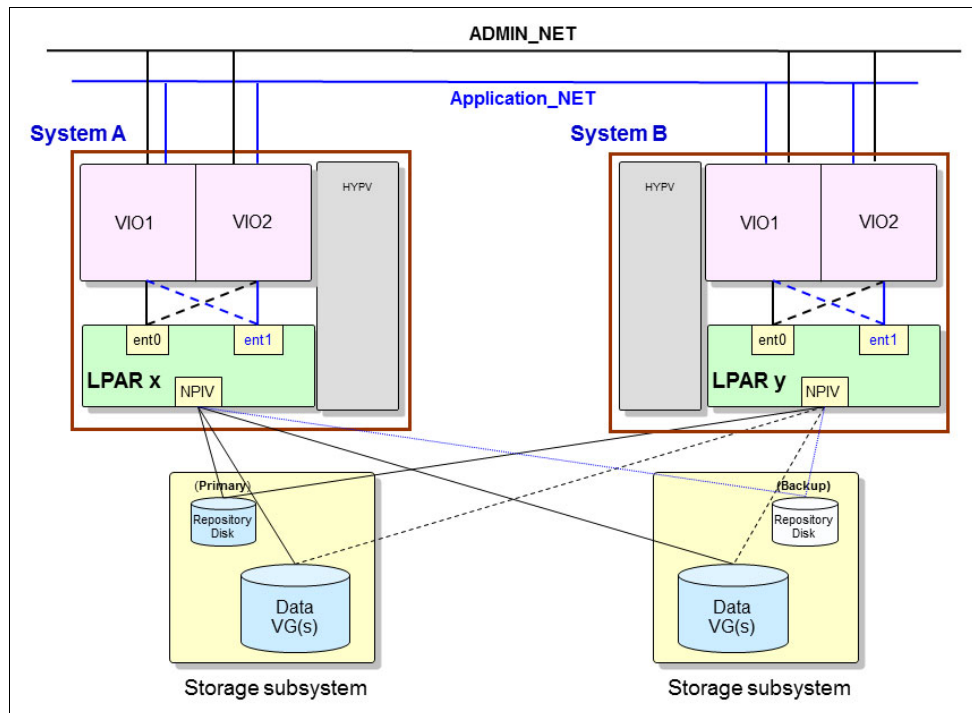 ADMIN_NET
Application_NET
System A
System B
VIO1
VIO2
HYPV
HYPV
VIO1
VIO2
ent0
ent1
LPAR x
NPIV
ent0
ent1
LPAR y
NPIV
(Primary)
Repository
Disk
Data
VG(s)
Storage subsystem
(Backup)
Repository
Disk
Data
VG(s)
Storage subsystem